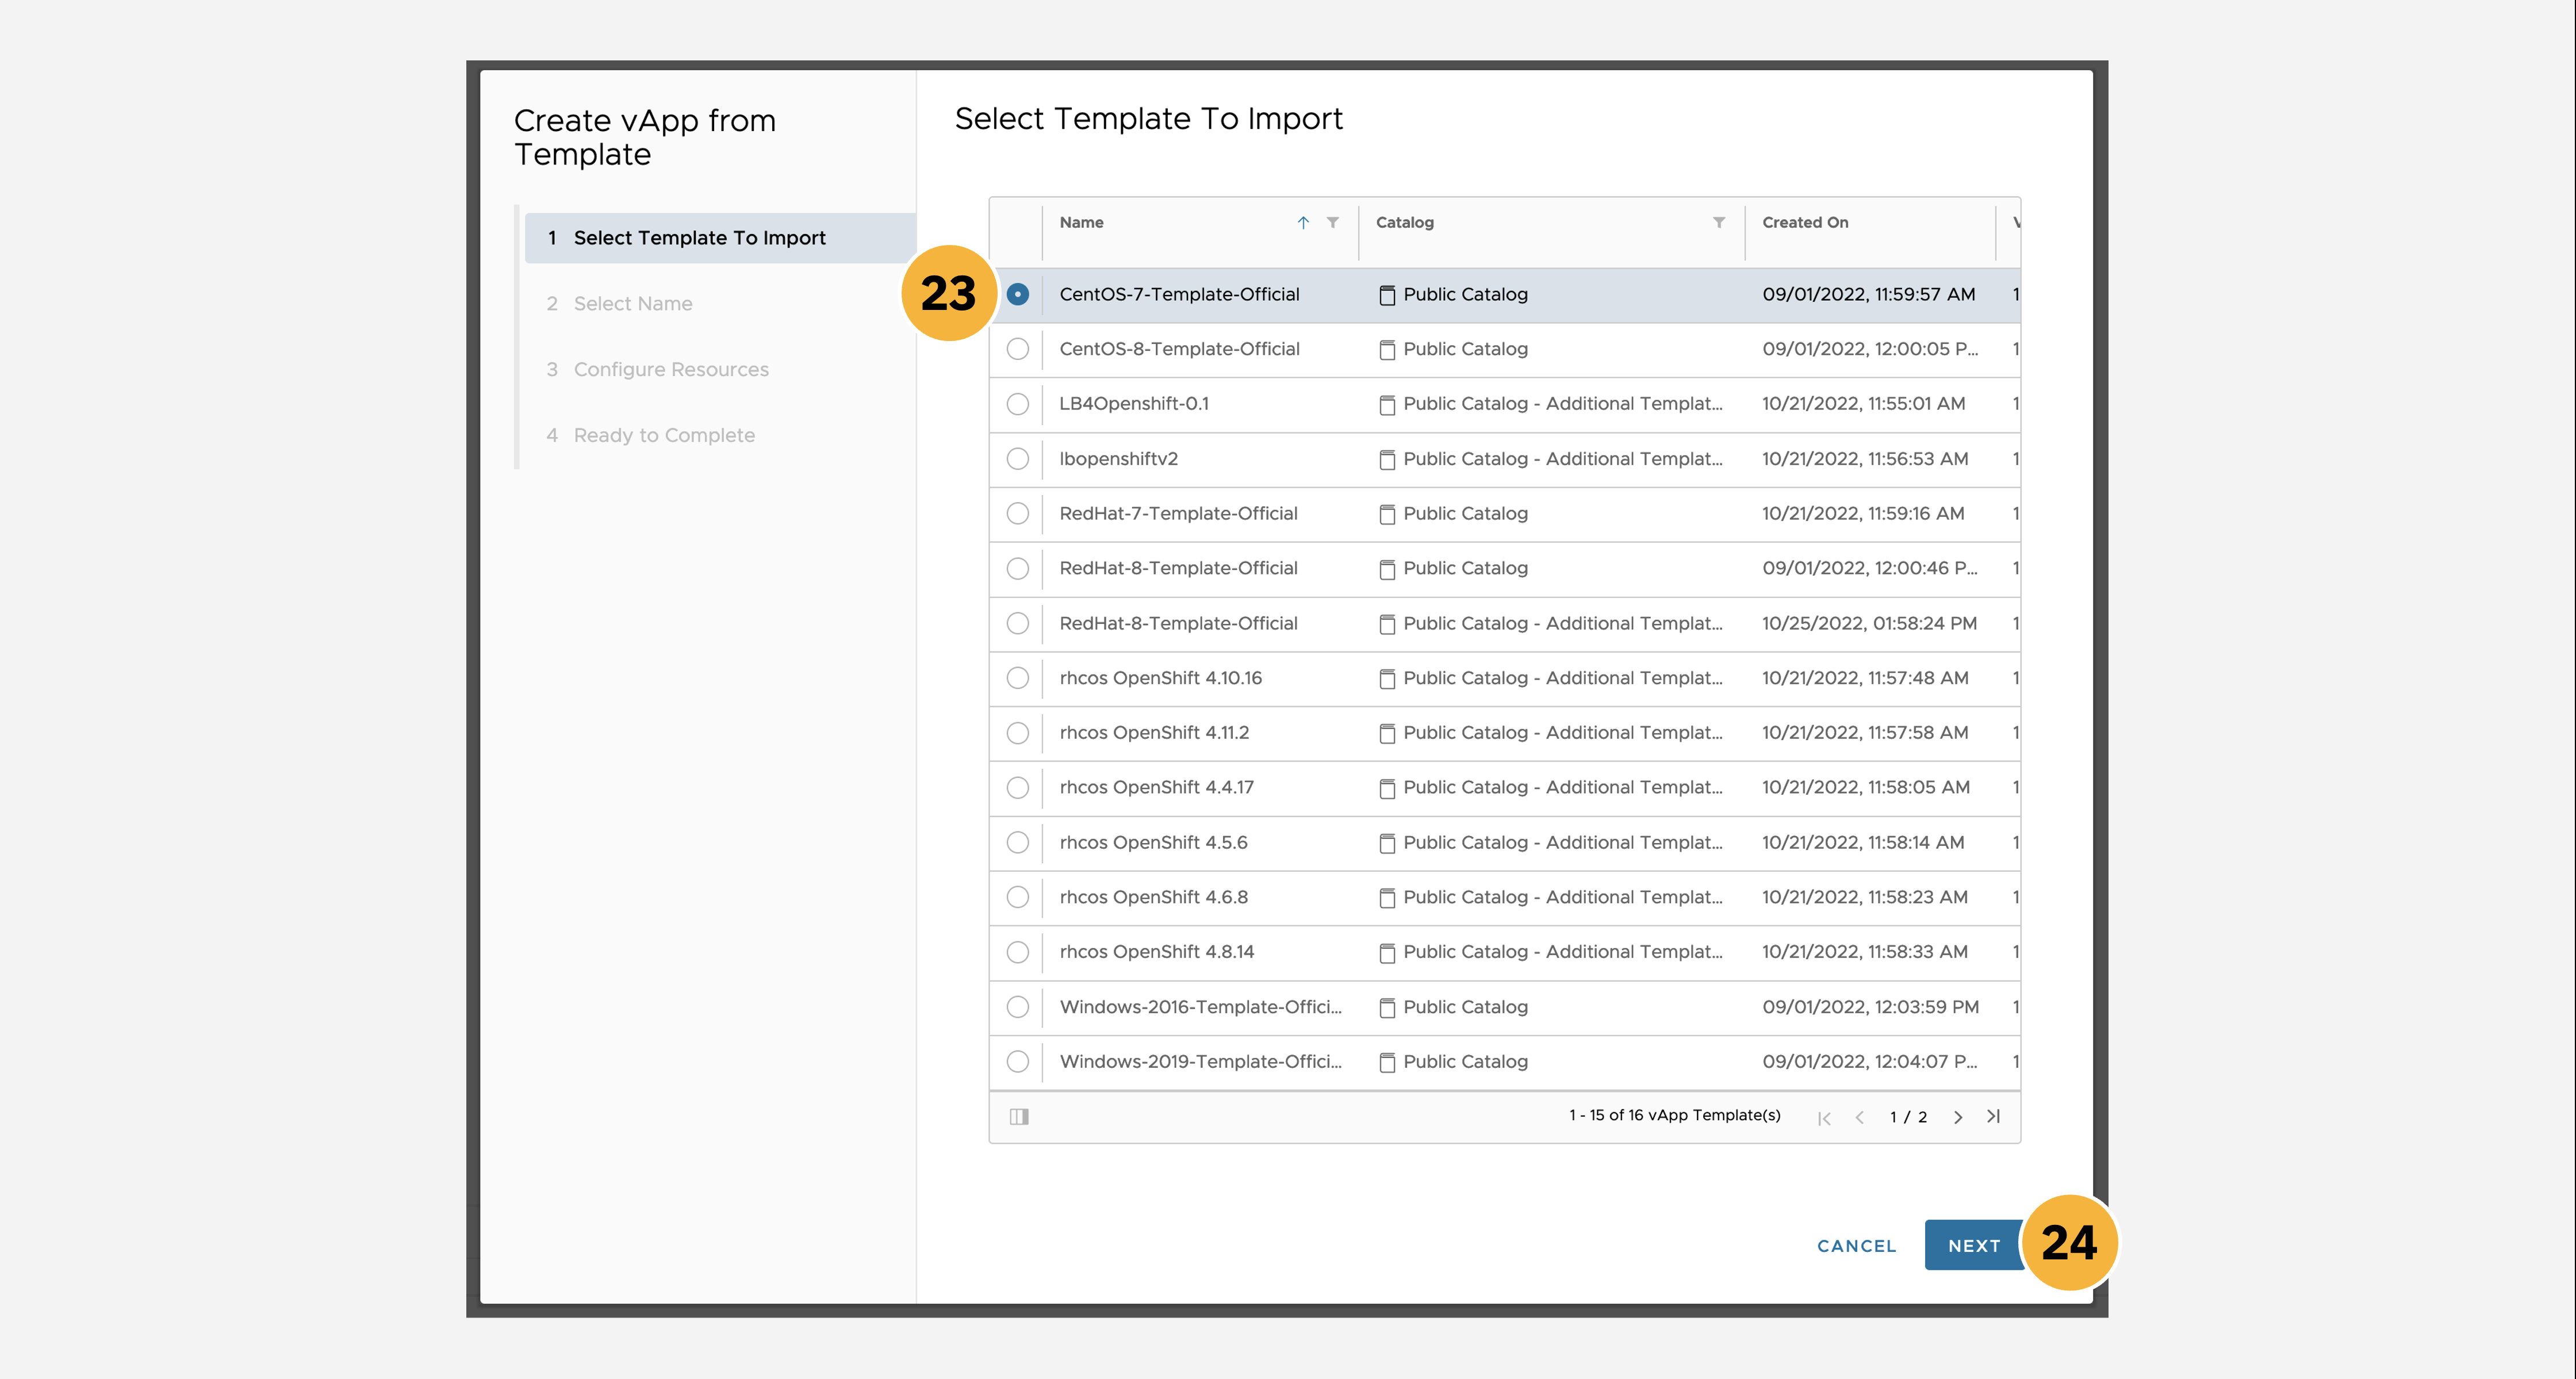 Create vApp from
Template
1 Select Template To Import
2 Select Name
3 Configure Resources
4 Ready to Complete
Select Template To Import
Name Catalog Created On
23
CentOS-7-Template-Official Public Catalog 09/01/2022, 11:59:57 AM 1
CentOS-8-Template-Official Public Catalog 09/01/2022, 12:00:05 P... 1
LB4Openshift-0.1 Public Catalog - Additional Templat... 10/21/2022, 11:55:01 AM 1
lbopenshiftv2 Public Catalog - Additional Templat... 10/21/2022, 11:56:53 AM 1
RedHat-7-Template-Official Public Catalog 10/21/2022, 11:59:16 AM 1
RedHat-8-Template-Official Public Catalog 09/01/2022, 12:00:46 P... 1
RedHat-8-Template-Official Public Catalog - Additional Templat... 10/25/2022, 01:58:24 PM 1
rhcos OpenShift 4.10.16 Public Catalog - Additional Templat... 10/21/2022, 11:57:48 AM 1
rhcos OpenShift 4.11.2 Public Catalog - Additional Templat... 10/21/2022, 11:57:58 AM 1
rhcos OpenShift 4.4.17 Public Catalog - Additional Templat... 10/21/2022, 11:58:05 AM 1
rhcos OpenShift 4.5.6 Public Catalog - Additional Templat... 10/21/2022, 11:58:14 AM 1
rhcos OpenShift 4.6.8 Public Catalog - Additional Templat... 10/21/2022, 11:58:23 AM 1
rhcos OpenShift 4.8.14 Public Catalog - Additional Templat... 10/21/2022, 11:58:33 AM 1
Windows-2016-Template-Offici... Public Catalog 09/01/2022, 12:03:59 PM 1
Windows-2019-Template-Offici... Public Catalog 09/01/2022, 12:04:07 P... 1
1 - 15 of 16 vApp Template(s) 1 / 2
CANCEL NEXT 24